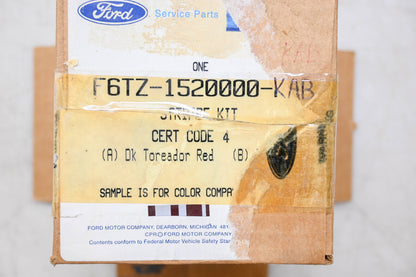 Ford
Service Parts
ONE
F6TZ-1520000-KAB
STRIPE KIT
CERT CODE 4
(A) Dk Toreador Red (B)
SAMPLE IS FOR COLOR COMPA
FORD MOTOR COMPANY, DEARBORN, MICHIGAN 481
FORD MOTOR COMPANY
Contents conform to Federal Motor Vehicle Safety Stan